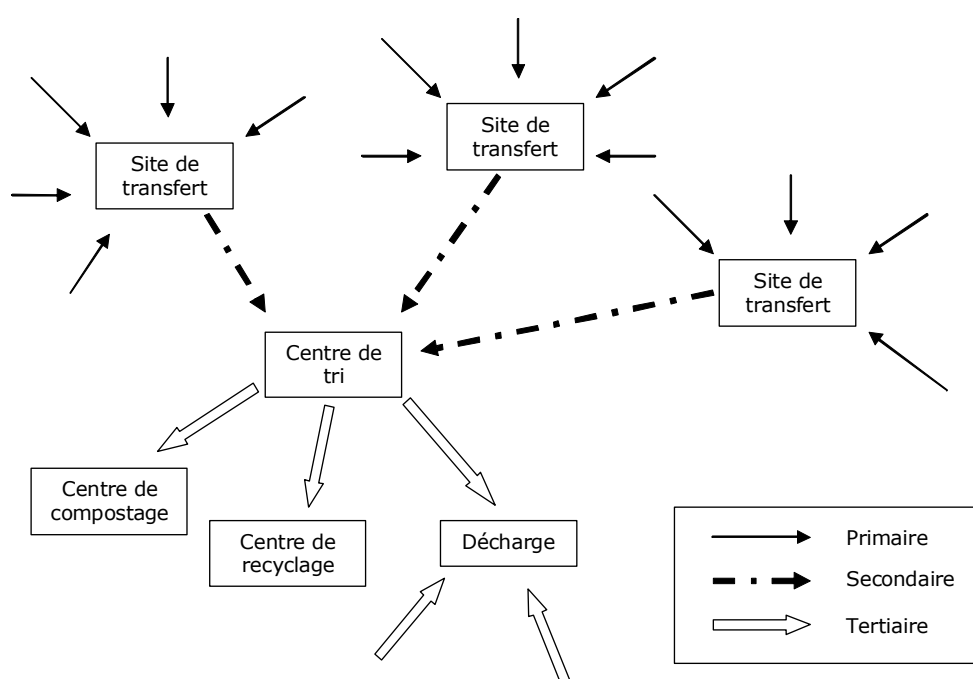 Site de
transfert
Site de
transfert
Site de
transfert
Centre de
tri
Centre de
compostage
Centre de
recyclage
Décharge
Primaire
Secondaire
Tertiaire